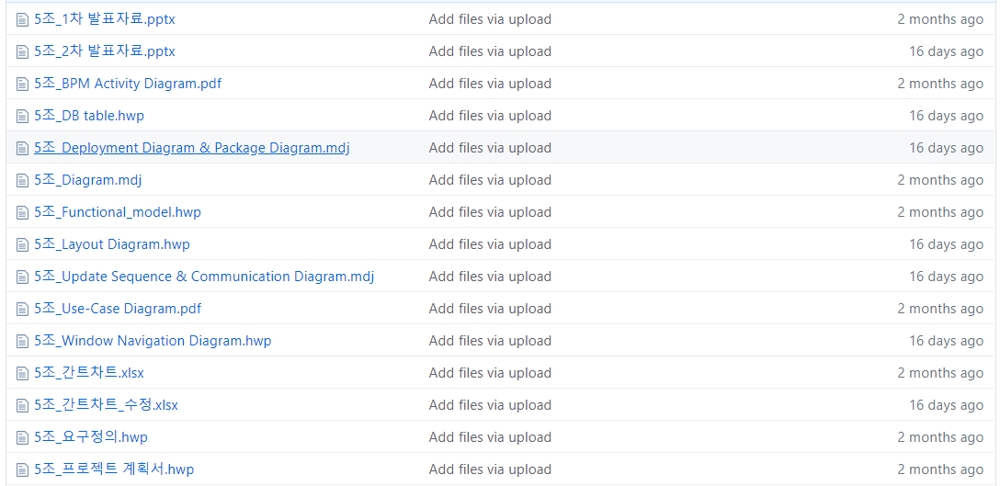 5조_1차 발표자료.pptx Add files via upload 2 months ago
5조_2차 발표자료.pptx Add files via upload 16 days ago
5조_BPM Activity Diagram.pdf Add files via upload 2 months ago
5조_DB table.hwp Add files via upload 16 days ago
5조_Deployment Diagram & Package Diagram.mdj Add files via upload 16 days ago
5조_Diagram.mdj Add files via upload 2 months ago
5조_Functional_model.hwp Add files via upload 2 months ago
5조_Layout Diagram.hwp Add files via upload 16 days ago
5조_Update Sequence & Communication Diagram.mdj Add files via upload 16 days ago
5조_Use-Case Diagram.pdf Add files via upload 2 months ago
5조_Window Navigation Diagram.hwp Add files via upload 16 days ago
5조_간트차트.xlsx Add files via upload 2 months ago
5조_간트차트_수정.xlsx Add files via upload 16 days ago
5조_요구정의.hwp Add files via upload 2 months ago
5조_프로젝트 계획서.hwp Add files via upload 2 months ago